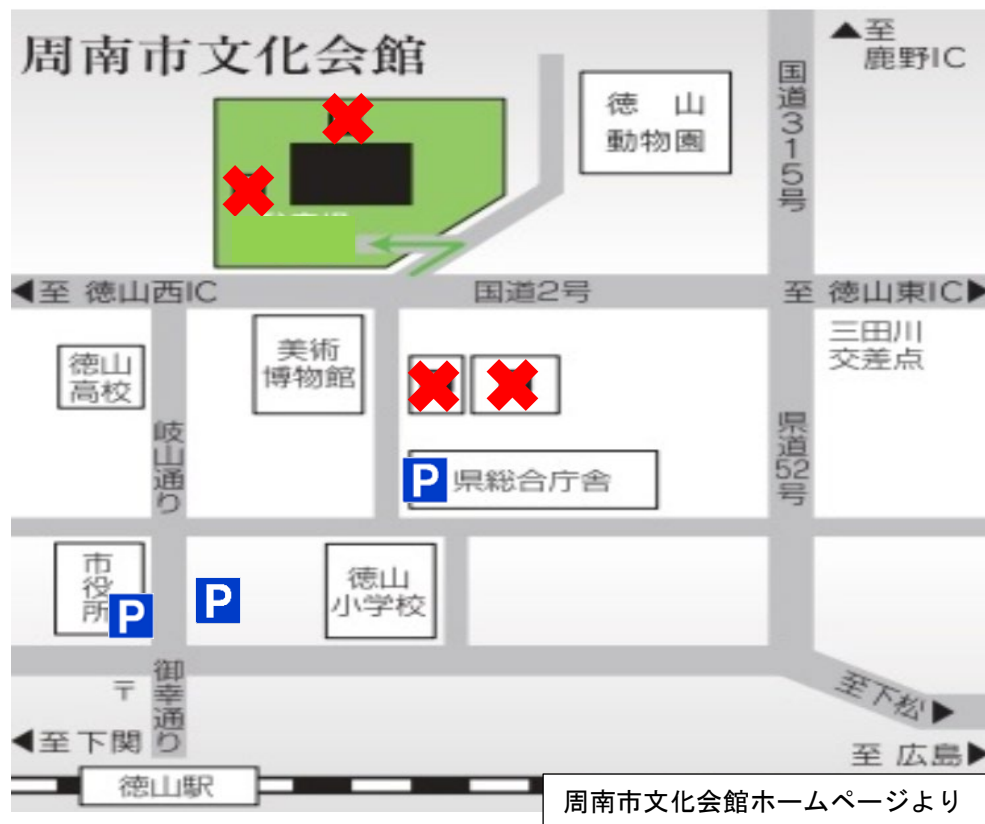 周南市文化会館
▲至
鹿野IC
国道315号
徳山
動物園
◀至 徳山西IC
国道2号
至 徳山東IC▶
三田川
交差点
徳山
高校
美術
博物館
岐山通り
県道52号
P
県総合庁舎
市役所
P
P
徳山
小学校
〒
御幸通り
至下松▶
◀至下関
至 広島▶
徳山駅
周南市文化会館ホームページより